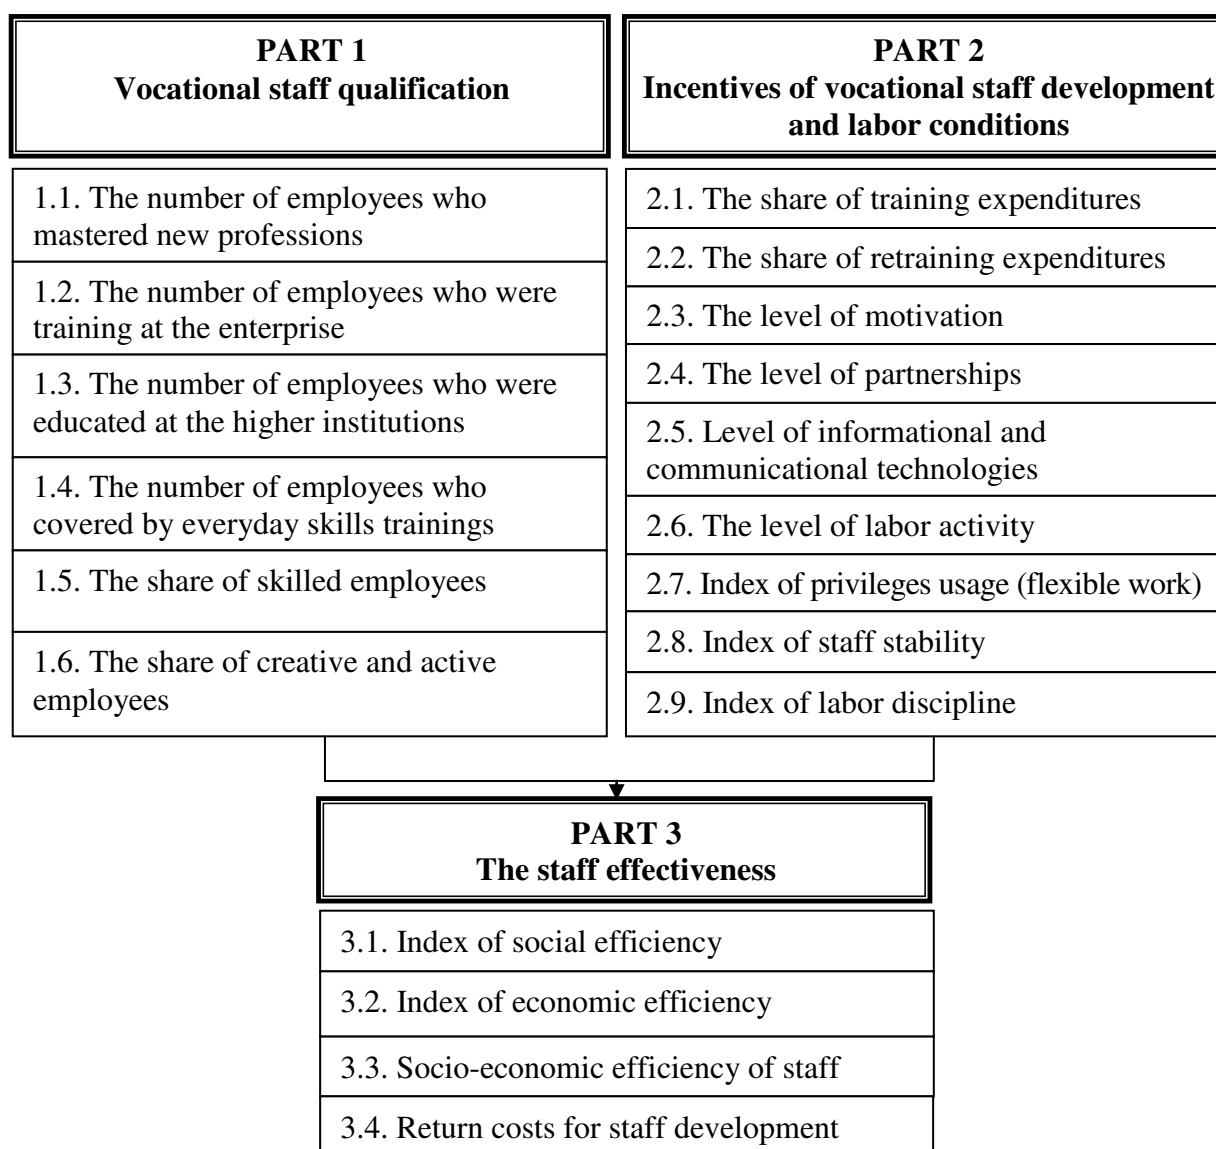 PART 1
Vocational staff qualification
1.1. The number of employees who
mastered new professions
1.2. The number of employees who were
training at the enterprise
1.3. The number of employees who were
educated at the higher institutions
1.4. The number of employees who
covered by everyday skills trainings
1.5. The share of skilled employees
1.6. The share of creative and active
employees
PART 2
Incentives of vocational staff development
and labor conditions
2.1. The share of training expenditures
2.2. The share of retraining expenditures
2.3. The level of motivation
2.4. The level of partnerships
2.5. Level of informational and
communicational technologies
2.6. The level of labor activity
2.7. Index of privileges usage (flexible work)
2.8. Index of staff stability
2.9. Index of labor discipline
PART 3
The staff effectiveness
3.1. Index of social efficiency
3.2. Index of economic efficiency
3.3. Socio-economic efficiency of staff
3.4. Return costs for staff development